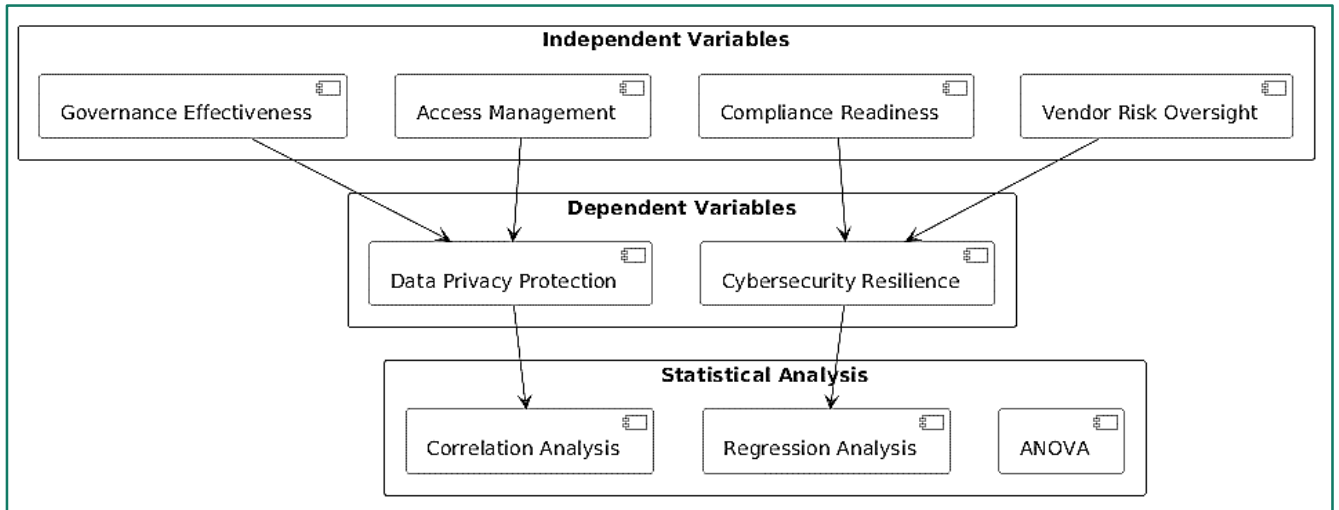 Independent Variables
Governance Effectiveness
Access Management
Compliance Readiness
Vendor Risk Oversight
Dependent Variables
Data Privacy Protection
Cybersecurity Resilience
Statistical Analysis
Correlation Analysis
Regression Analysis
ANOVA